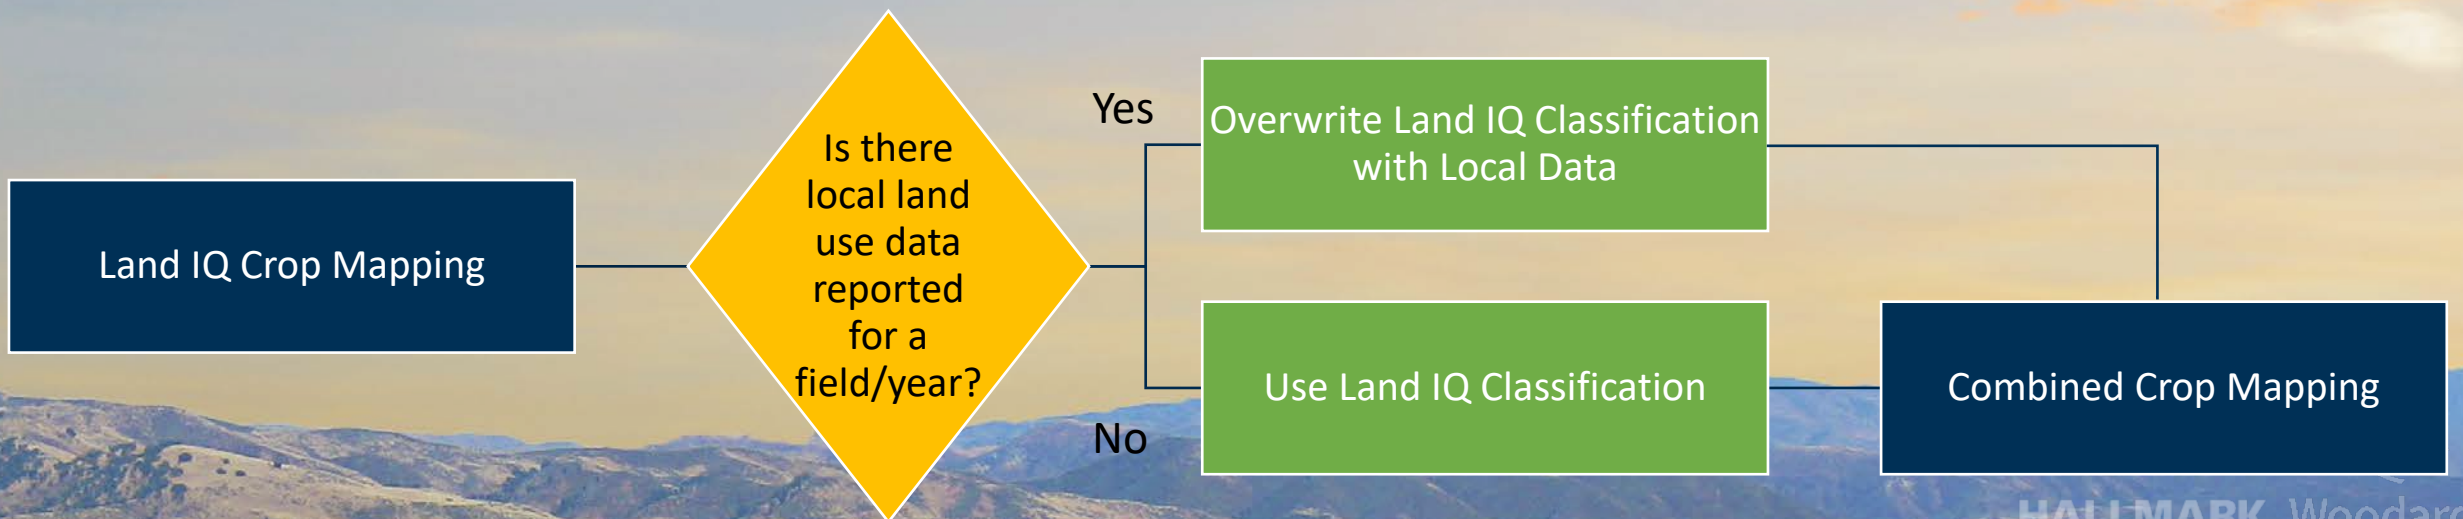 Land IQ Crop Mapping
Is there
local land
use data
reported
for a
field/year?
Yes
Overwrite Land IQ Classification
with Local Data
No
Use Land IQ Classification
Combined Crop Mapping
HALLMARK